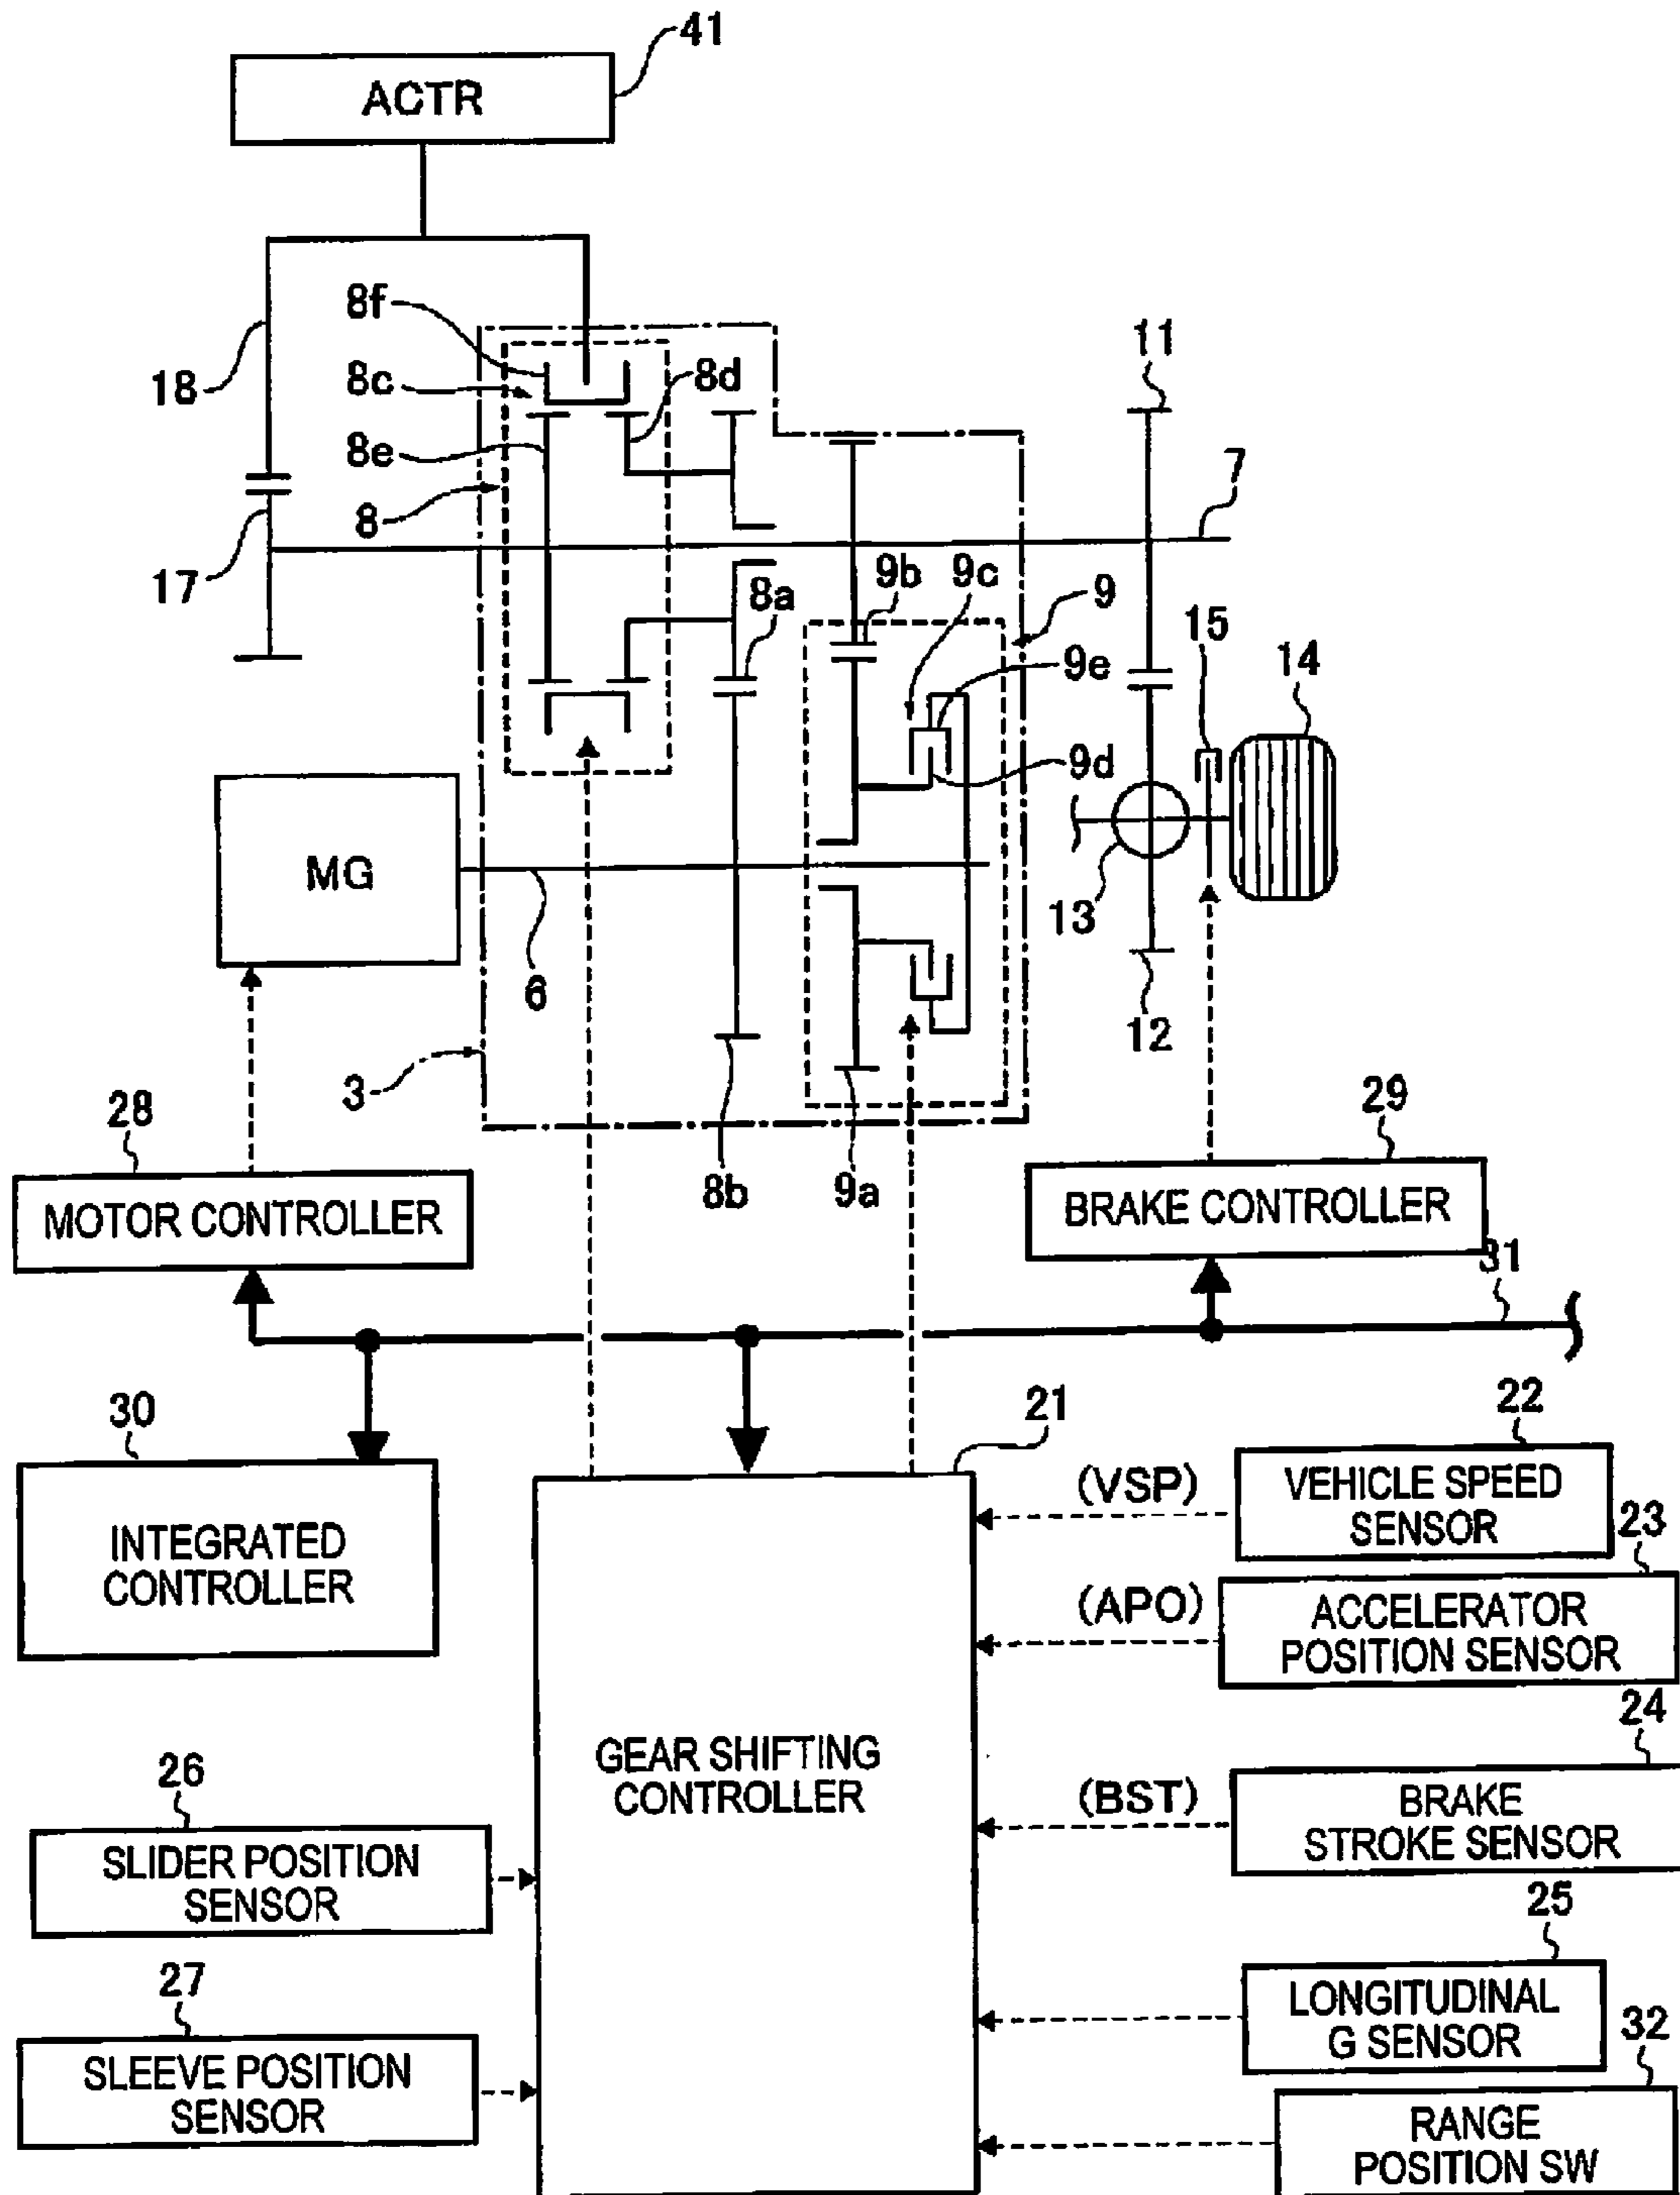 41
ACTR
8f
11
18
8c
8d
8e
7
8
17
9b
9c
9
8a
15
14
9e
9d
MG
13
6
12
3
28
29
8b
9a
MOTOR CONTROLLER
BRAKE CONTROLLER
31
30
21
22
(VSP)
VEHICLE SPEED
SENSOR
23
INTEGRATED
CONTROLLER
(APO)
ACCELERATOR
POSITION SENSOR
24
GEAR SHIFTING
CONTROLLER
26
(BST)
BRAKE
STROKE SENSOR
SLIDER POSITION
SENSOR
25
27
LONGITUDINAL
G SENSOR
32
SLEEVE POSITION
SENSOR
RANGE
POSITION SW